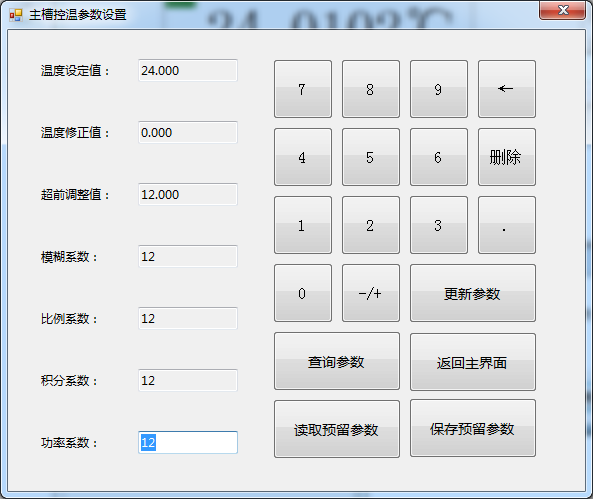 24.0102℃
主槽控温参数设置
温度设定值： 24.000
温度修正值： 0.000
超前调整值： 12.000
模糊系数： 12
比例系数： 12
积分系数： 12
功率系数： 12
7 8 9 ←
4 5 6 删除
1 2 3 .
0 -/+ 更新参数
查询参数 返回主界面
读取预留参数 保存预留参数